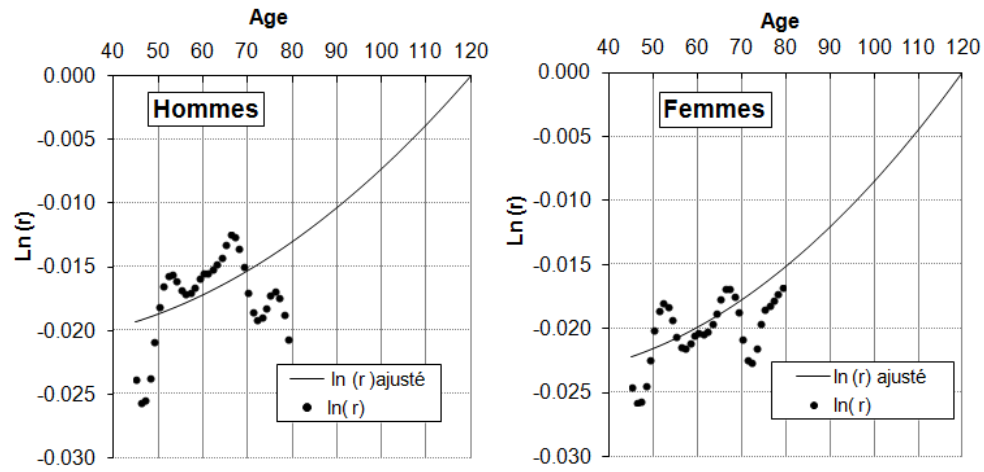 Age
40 50 60 70 80 90 100 110 120
0.000
-0.005
-0.010
-0.015
-0.020
-0.025
-0.030
Ln (r)
Hommes
ln (r )ajusté
ln( r)
Age
40 50 60 70 80 90 100 110 120
0.000
-0.005
-0.010
-0.015
-0.020
-0.025
-0.030
Ln (r)
Femmes
ln (r) ajusté
ln( r)